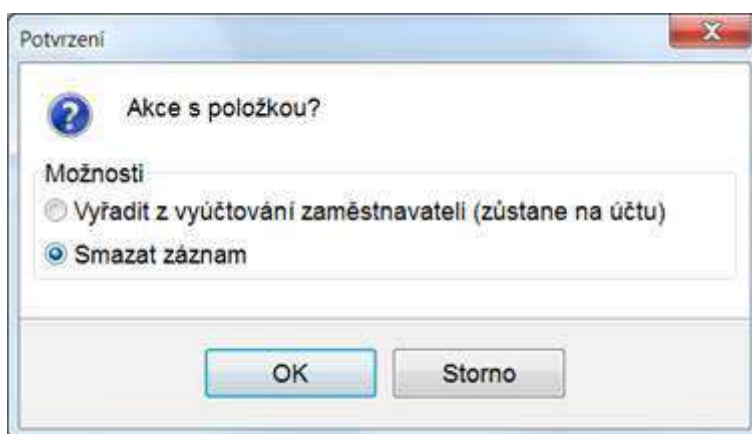 Potvrzení
Akce s položkou?
Možnosti
Vyřadit z vyúčtování zaměstnavateli (zůstane na účtu)
Smazat záznam
OK
Storno